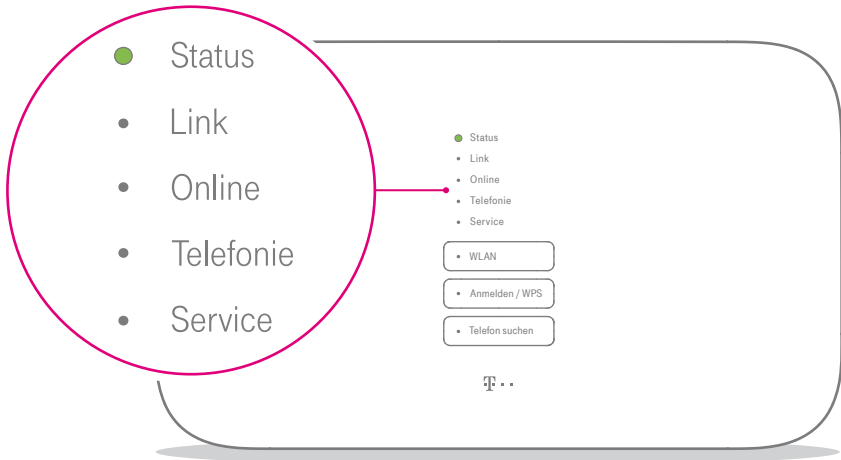 Status
Link
Online
Telefonie
Service
Status
Link
Online
Telefonie
Service
WLAN
Anmelden / WPS
Telefon suchen
T